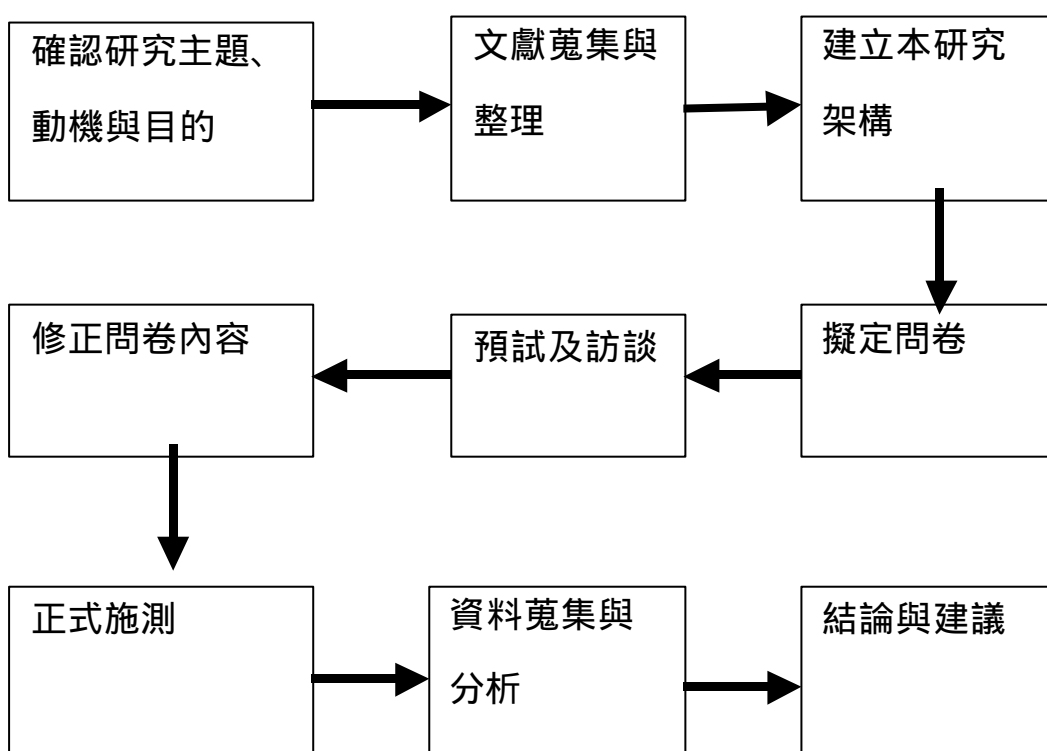 確認研究主題、
動機與目的
文獻蒐集與
整理
建立本研究
架構
修正問卷內容
預試及訪談
擬定問卷
正式施測
資料蒐集與
分析
結論與建議